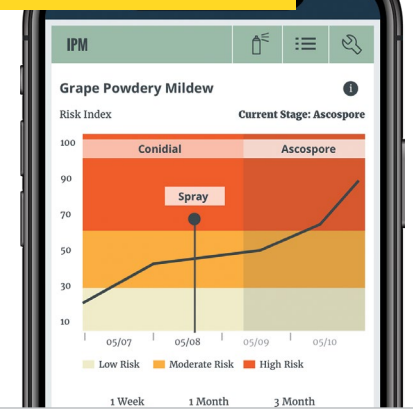 IPM
Grape Powdery Mildew i
Risk Index Current Stage: Ascospore
100
Conidial Ascospore
90
Spray
70
50
30
10
05/07 05/08 05/09 05/10
Low Risk Moderate Risk High Risk
1 Week 1 Month 3 Month